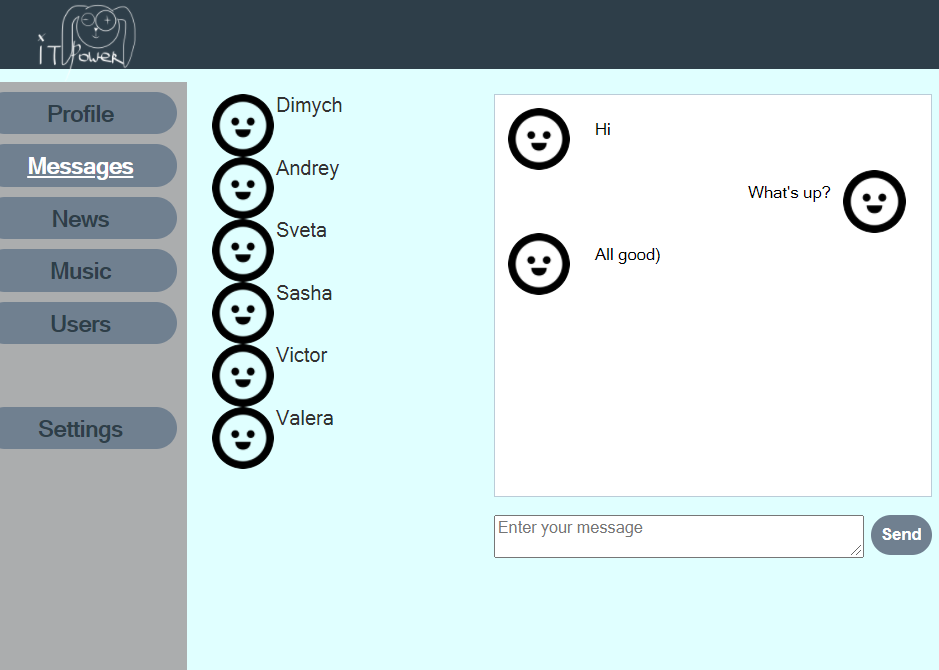 iT Power
Profile
Messages
News
Music
Users
Settings
Dimych
Andrey
Sveta
Sasha
Victor
Valera
Hi
What's up?
All good)
Enter your message
Send